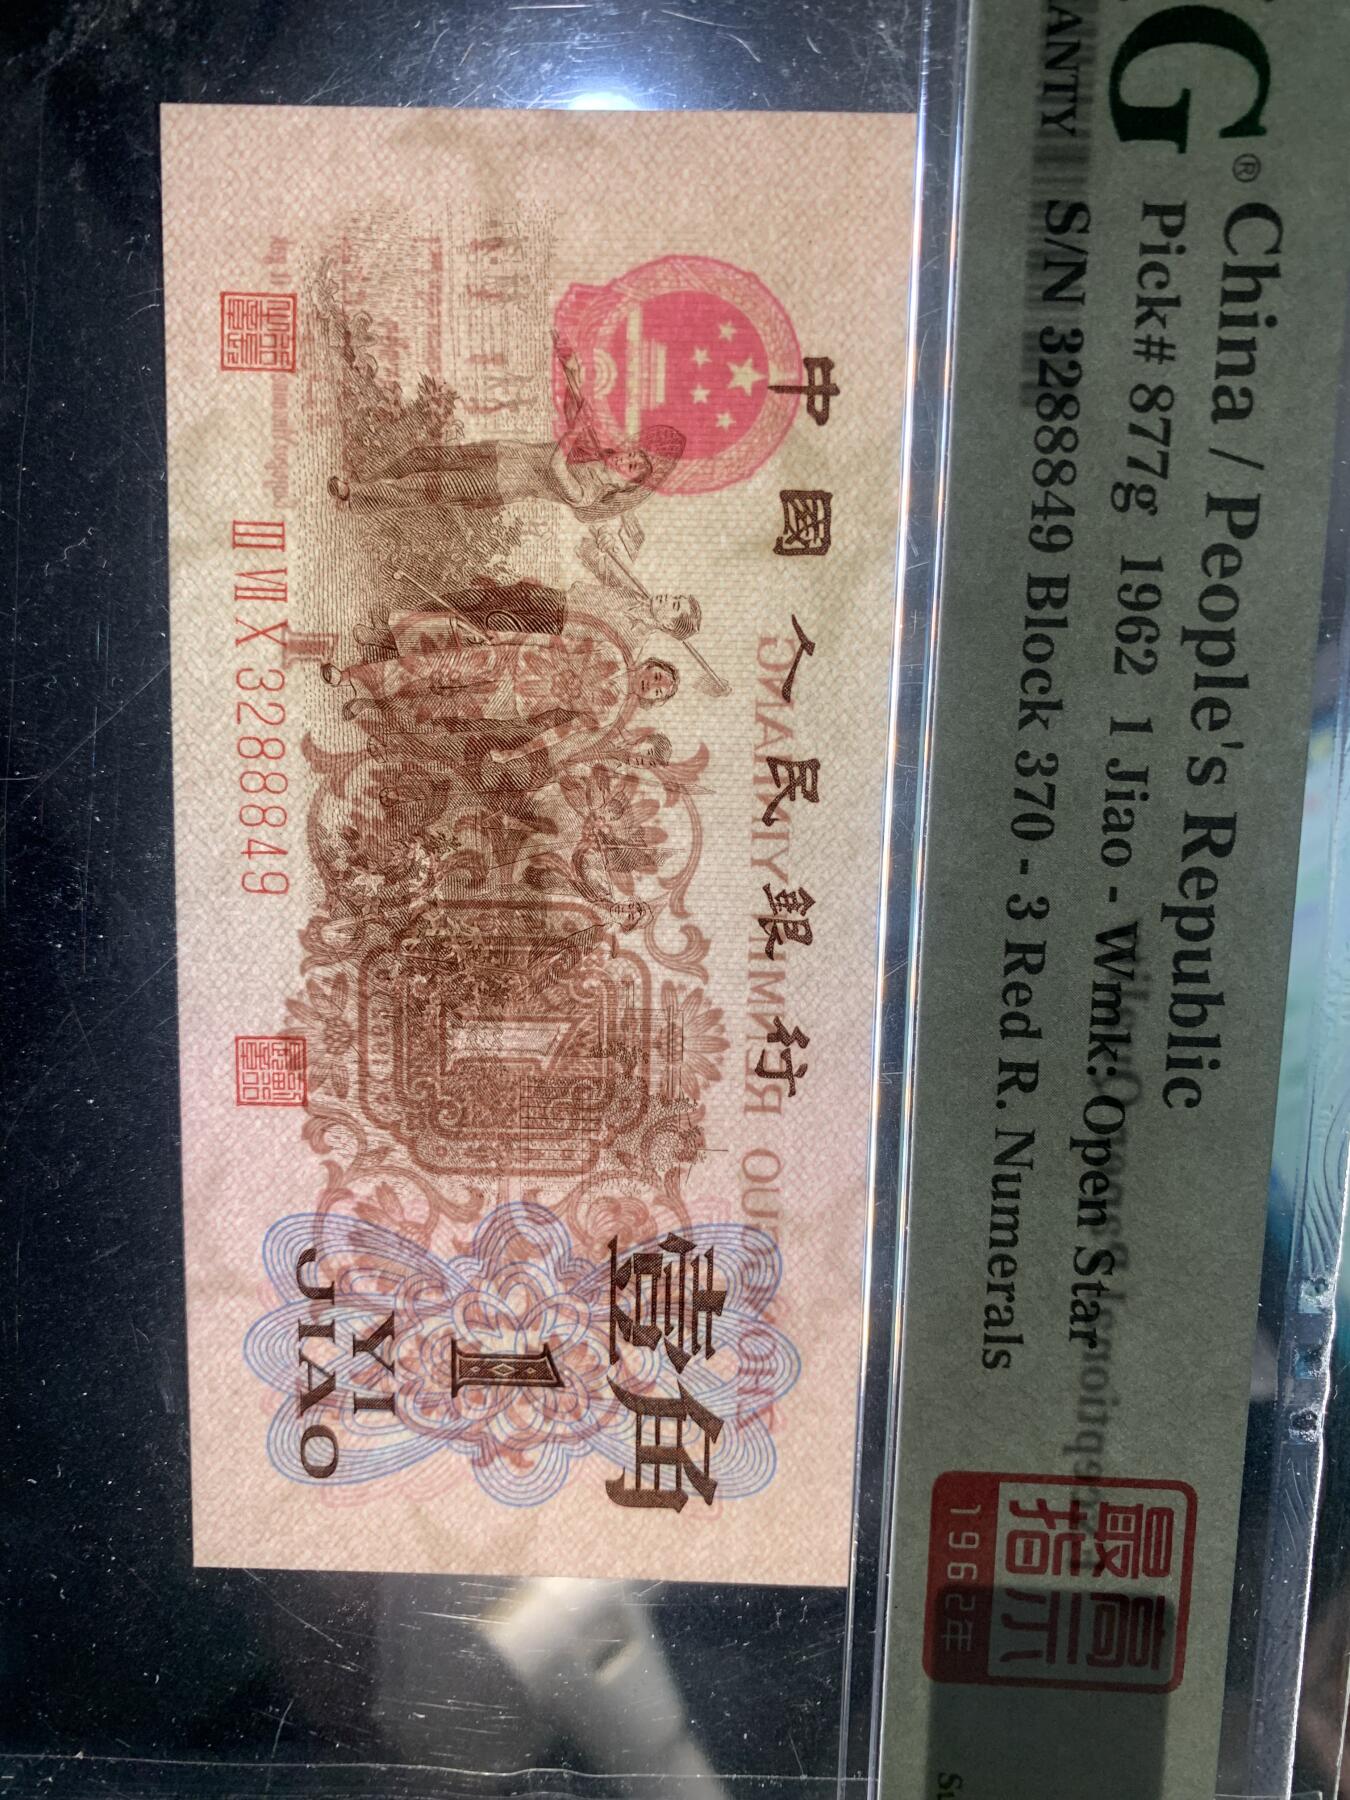 G® China / People's Republic
Pick# 877g 1962 1 Jiao - Wmk: Open Star
ANTY S/N 3288849 Block 370 - 3 Red R. Numerals
最高
指示
1962年
中國人民銀行
壹角
1
YI
JIAO
III VII X 3288849